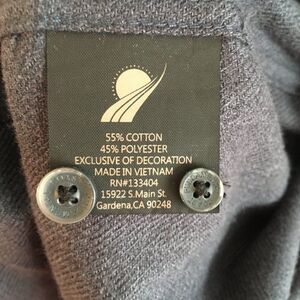 55% COTTON
45% POLYESTER
EXCLUSIVE OF DECORATION
MADE IN VIETNAM
RN#133404
15922 S.Main St.
Gardena,CA 90248